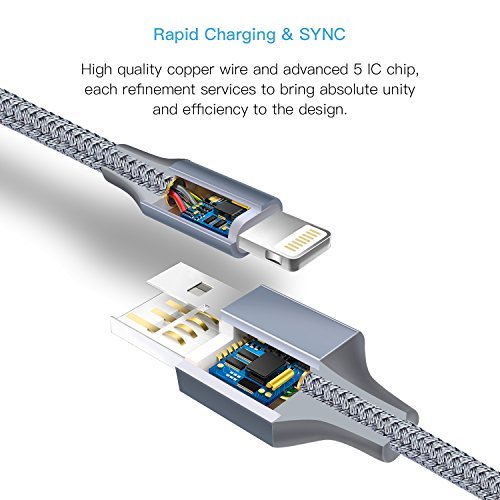 Rapid Charging & SYNC
High quality copper wire and advanced 5 IC chip,
each refinement services to bring absolute unity
and efficiency to the design.